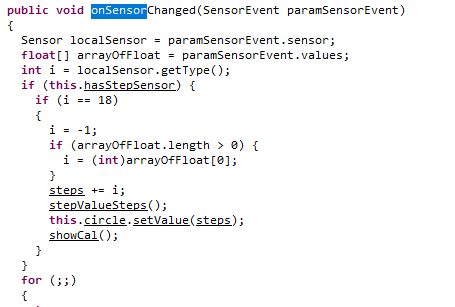 public void onSensorChanged(SensorEvent paramSensorEvent)
{
  Sensor localSensor = paramSensorEvent.sensor;
  float[] arrayOfFloat = paramSensorEvent.values;
  int i = localSensor.getType();
  if (this.hasStepSensor) {
    if (i == 18)
    {
      i = -1;
      if (arrayOfFloat.length > 0) {
        i = (int)arrayOfFloat[0];
      }
      steps += i;
      stepValueSteps();
      this.circle.setValue(steps);
      showCal();
    }
  }
  for (;;)
  {